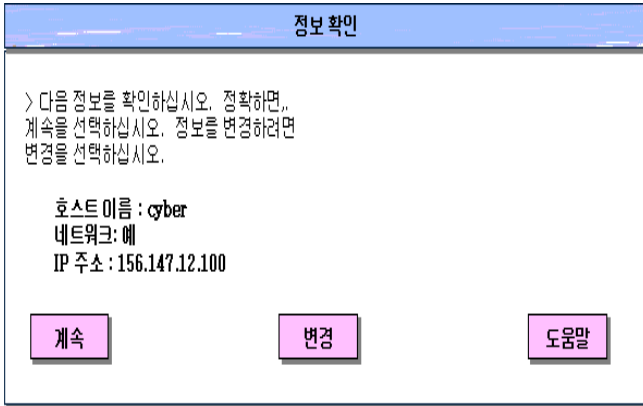 정보 확인
> 다음 정보를 확인하십시오. 정확하면,.
계속을 선택하십시오. 정보를 변경하려면
변경을 선택하십시오.
호스트 이름 : cyber
네트워크: 예
IP 주소 : 156.147.12.100
계속 변경 도움말